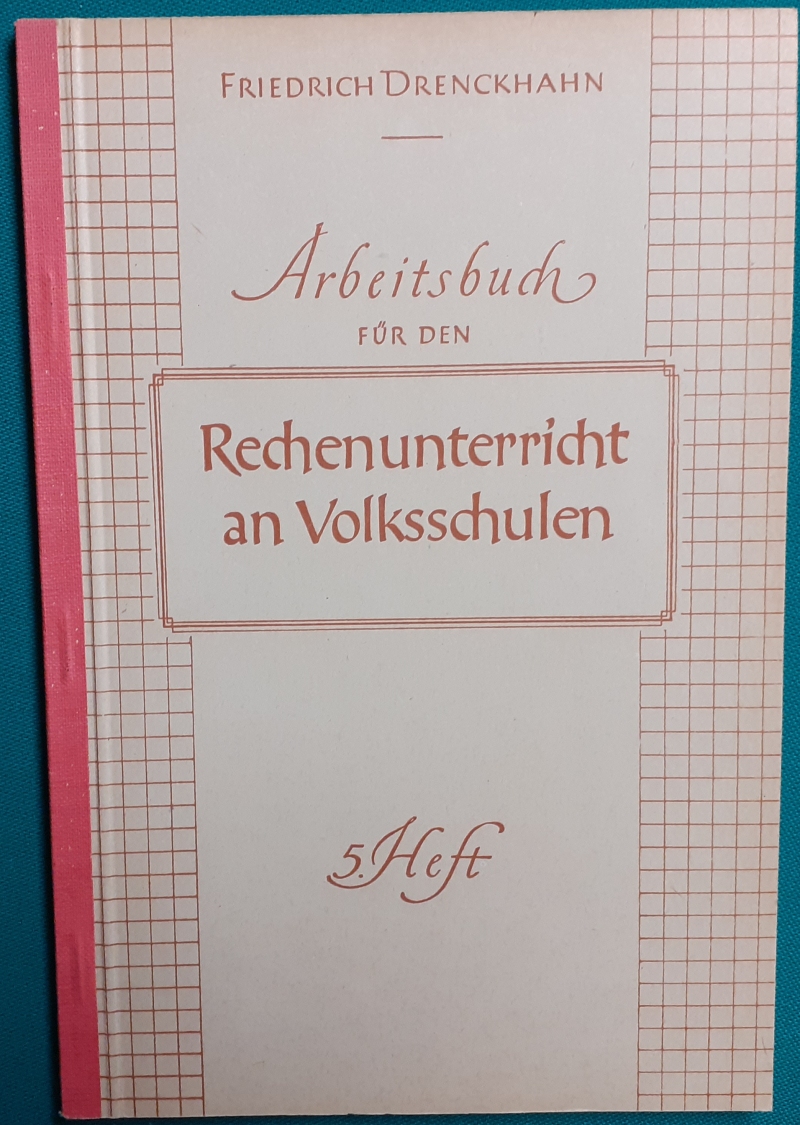 FRIEDRICH DRENCKHAHN
Arbeitsbuch
FÜR DEN
Rechenunterricht
an Volksschulen
5. Heft